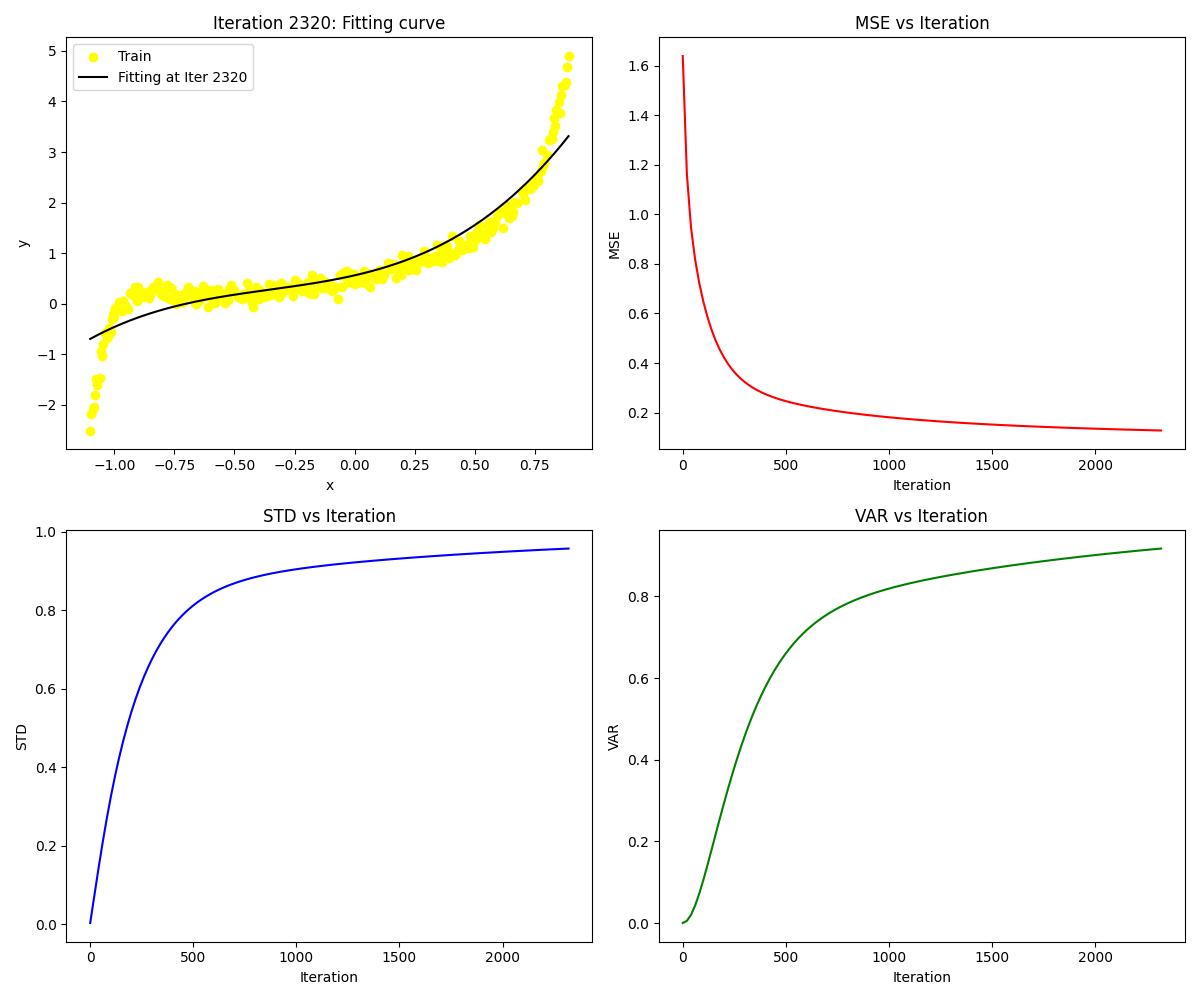 Iteration 2320: Fitting curve
Train
Fitting at Iter 2320
5
4
3
2
1
0
−1
−2
y
−1.00 −0.75 −0.50 −0.25 0.00 0.25 0.50 0.75
x
MSE vs Iteration
1.6
1.4
1.2
1.0
0.8
0.6
0.4
0.2
MSE
0 500 1000 1500 2000
Iteration
STD vs Iteration
1.0
0.8
0.6
0.4
0.2
0.0
STD
0 500 1000 1500 2000
Iteration
VAR vs Iteration
0.8
0.6
0.4
0.2
0.0
VAR
0 500 1000 1500 2000
Iteration